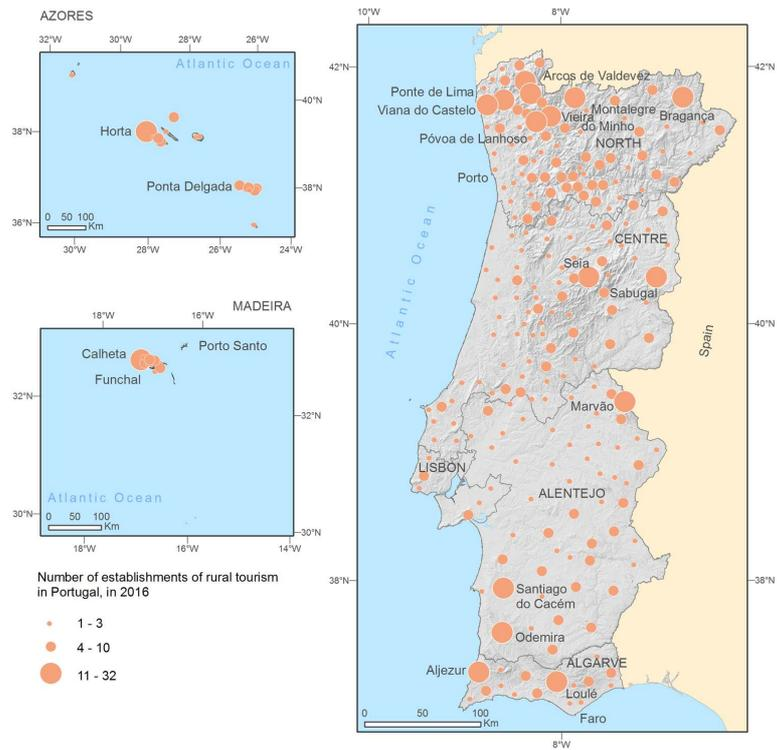 AZORES
32°W 30°W 28°W 26°W
Atlantic Ocean
40°N
38°N
Horta
Ponta Delgada
38°N
0 50 100
Km
36°N
30°W 28°W 26°W 24°W
MADEIRA
18°W 16°W
Calheta
Porto Santo
Funchal
32°N
32°N
Atlantic Ocean
30°N
0 50 100
Km
30°N
18°W 16°W 14°W
Number of establishments of rural tourism
in Portugal, in 2016
1 - 3
4 - 10
11 - 32
10°W 8°W
42°N
42°N
Arcos de Valdevez
Ponte de Lima
Viana do Castelo
Vieira
do Minho
Montalegre
Bragança
Póvoa de Lanhoso
NORTH
Porto
Atlantic Ocean
CENTRE
Seia
Sabugal
40°N
40°N
Spain
Marvão
LISBON
ALENTEJO
38°N
38°N
Santiago
do Cacém
Odemira
Aljezur
ALGARVE
Loulé
Faro
0 50 100
Km
8°W